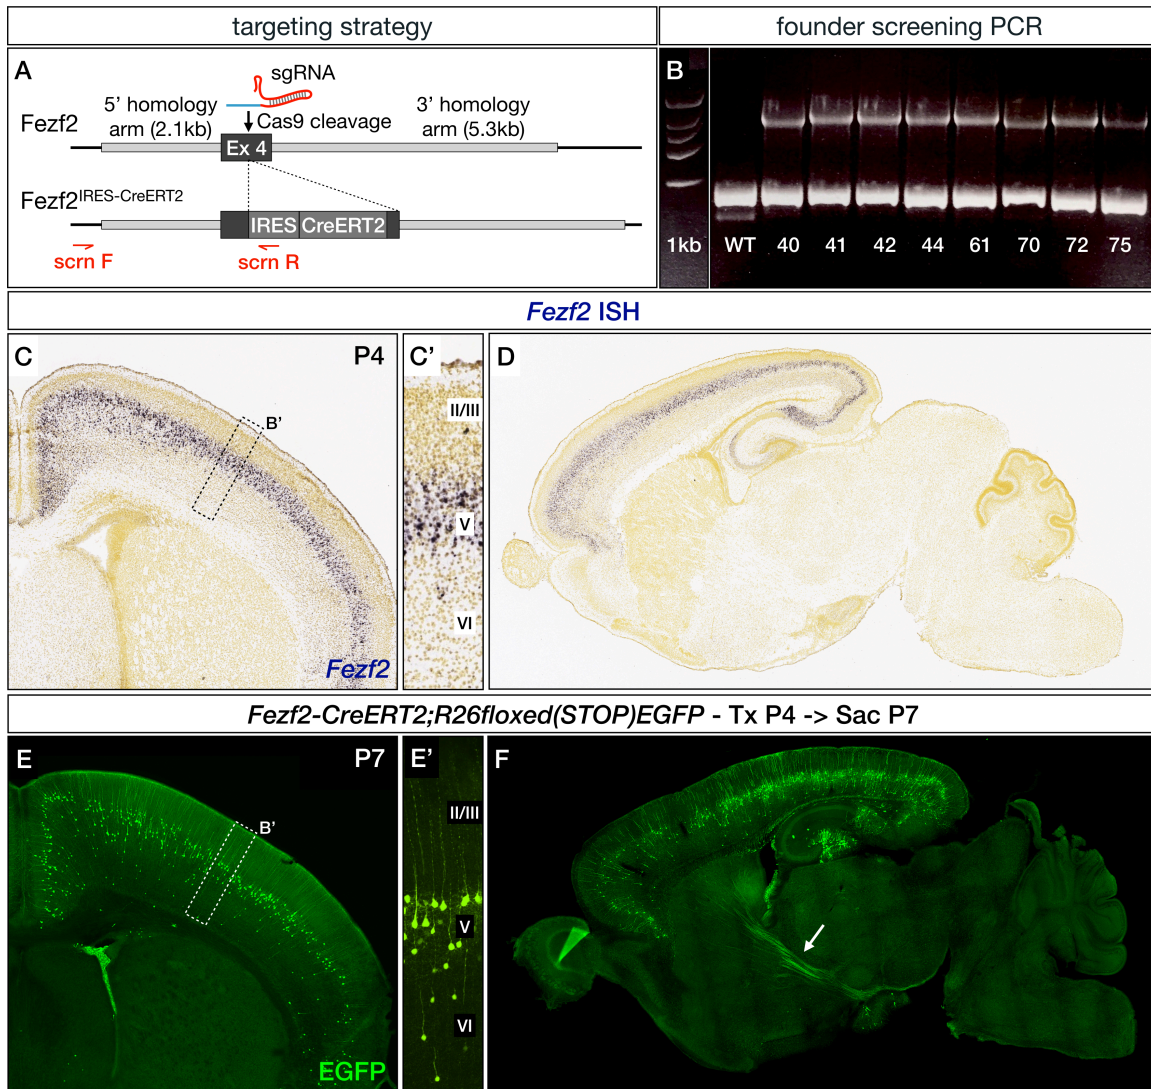 targeting strategy
founder screening PCR
A
sgRNA
5’ homology
arm (2.1kb)
3’ homology
arm (5.3kb)
Fezf2
Cas9 cleavage
Ex 4
Fezf2IRES-CreERT2
IRES CreERT2
scrn F
scrn R
B
1kb WT 40 41 42 44 61 70 72 75
Fezf2 ISH
C
P4
B’
Fezf2
C’
II/III
V
VI
D
Fezf2-CreERT2;R26floxed(STOP)EGFP - Tx P4 -> Sac P7
E
P7
B’
EGFP
E’
II/III
V
VI
F